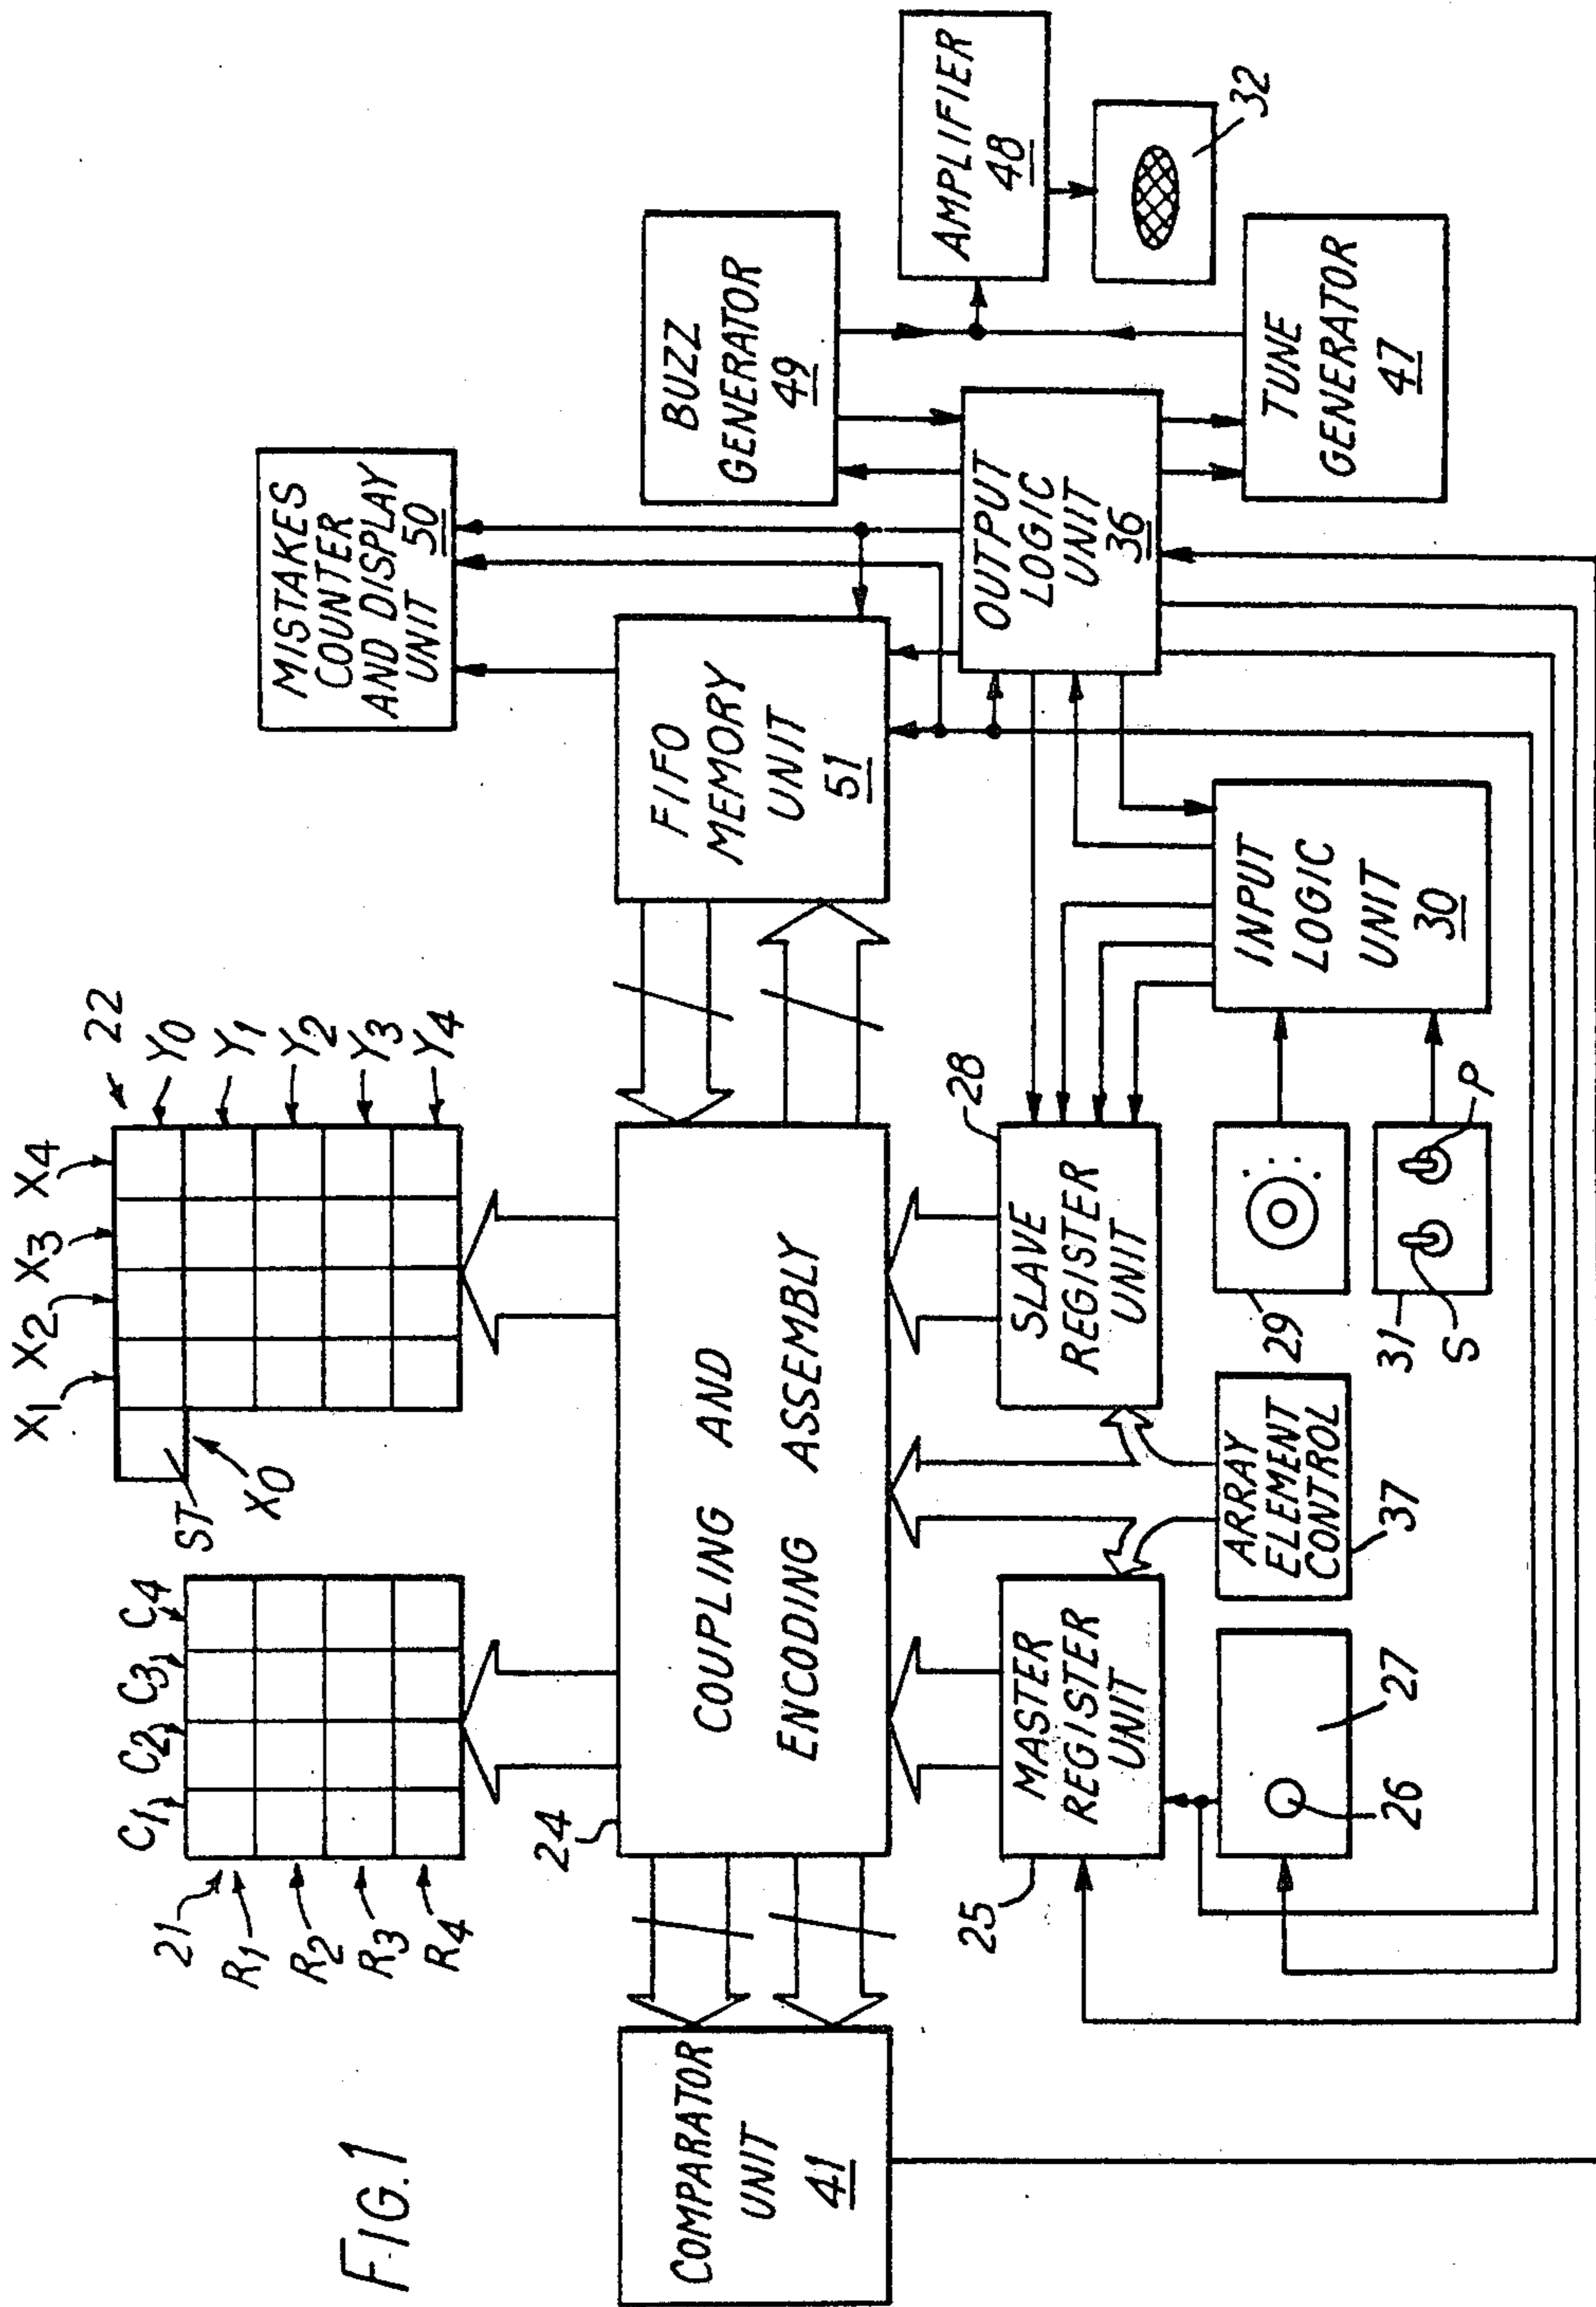 FIG.1
21
R1
R2
R3
R4
C1
C2
C3
C4
ST
X0
X1
X2
X3
X4
22
Y0
Y1
Y2
Y3
Y4
MISTAKES
COUNTER
AND DISPLAY
UNIT
50
COMPARATOR
UNIT
41
24
COUPLING AND
ENCODING ASSEMBLY
FIFO
MEMORY
UNIT
51
BUZZ
GENERATOR
49
25
MASTER
REGISTER
UNIT
28
SLAVE
REGISTER
UNIT
OUTPUT
LOGIC
UNIT
36
AMPLIFIER
48
32
26
27
ARRAY
ELEMENT
CONTROL
37
29
31
S
P
INPUT
LOGIC
UNIT
30
TUNE
GENERATOR
47